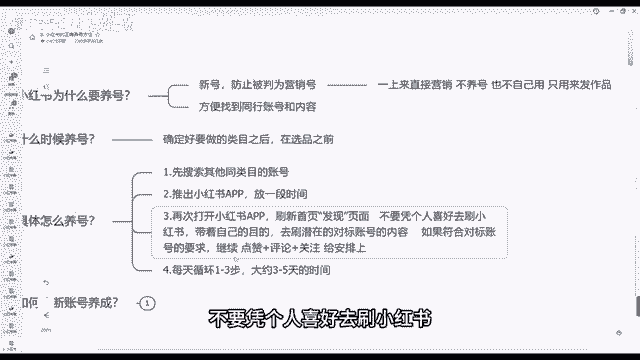 小红书的正确养号方法
小红书为什么要养号?
新号,防止被判为营销号
一上来直接营销 不养号 也不自己用 只用来发作品
方便找到同行账号和内容
什么时候养号?
确定好要做的类目之后,在选品之前
具体怎么养号?
1.先搜索其他同类目的账号
2.推出小红书APP,放一段时间
3.再次打开小红书APP,刷新首页“发现”页面 不要凭个人喜好去刷小
红书,带着自己的目的,去刷潜在的对标账号的内容 如果符合对标账
号的要求,继续 点赞+评论+关注 给安排上
4.每天循环1-3步,大约3-5天的时间
如何 新账号养成?
1
不要凭个人喜好去刷小红书